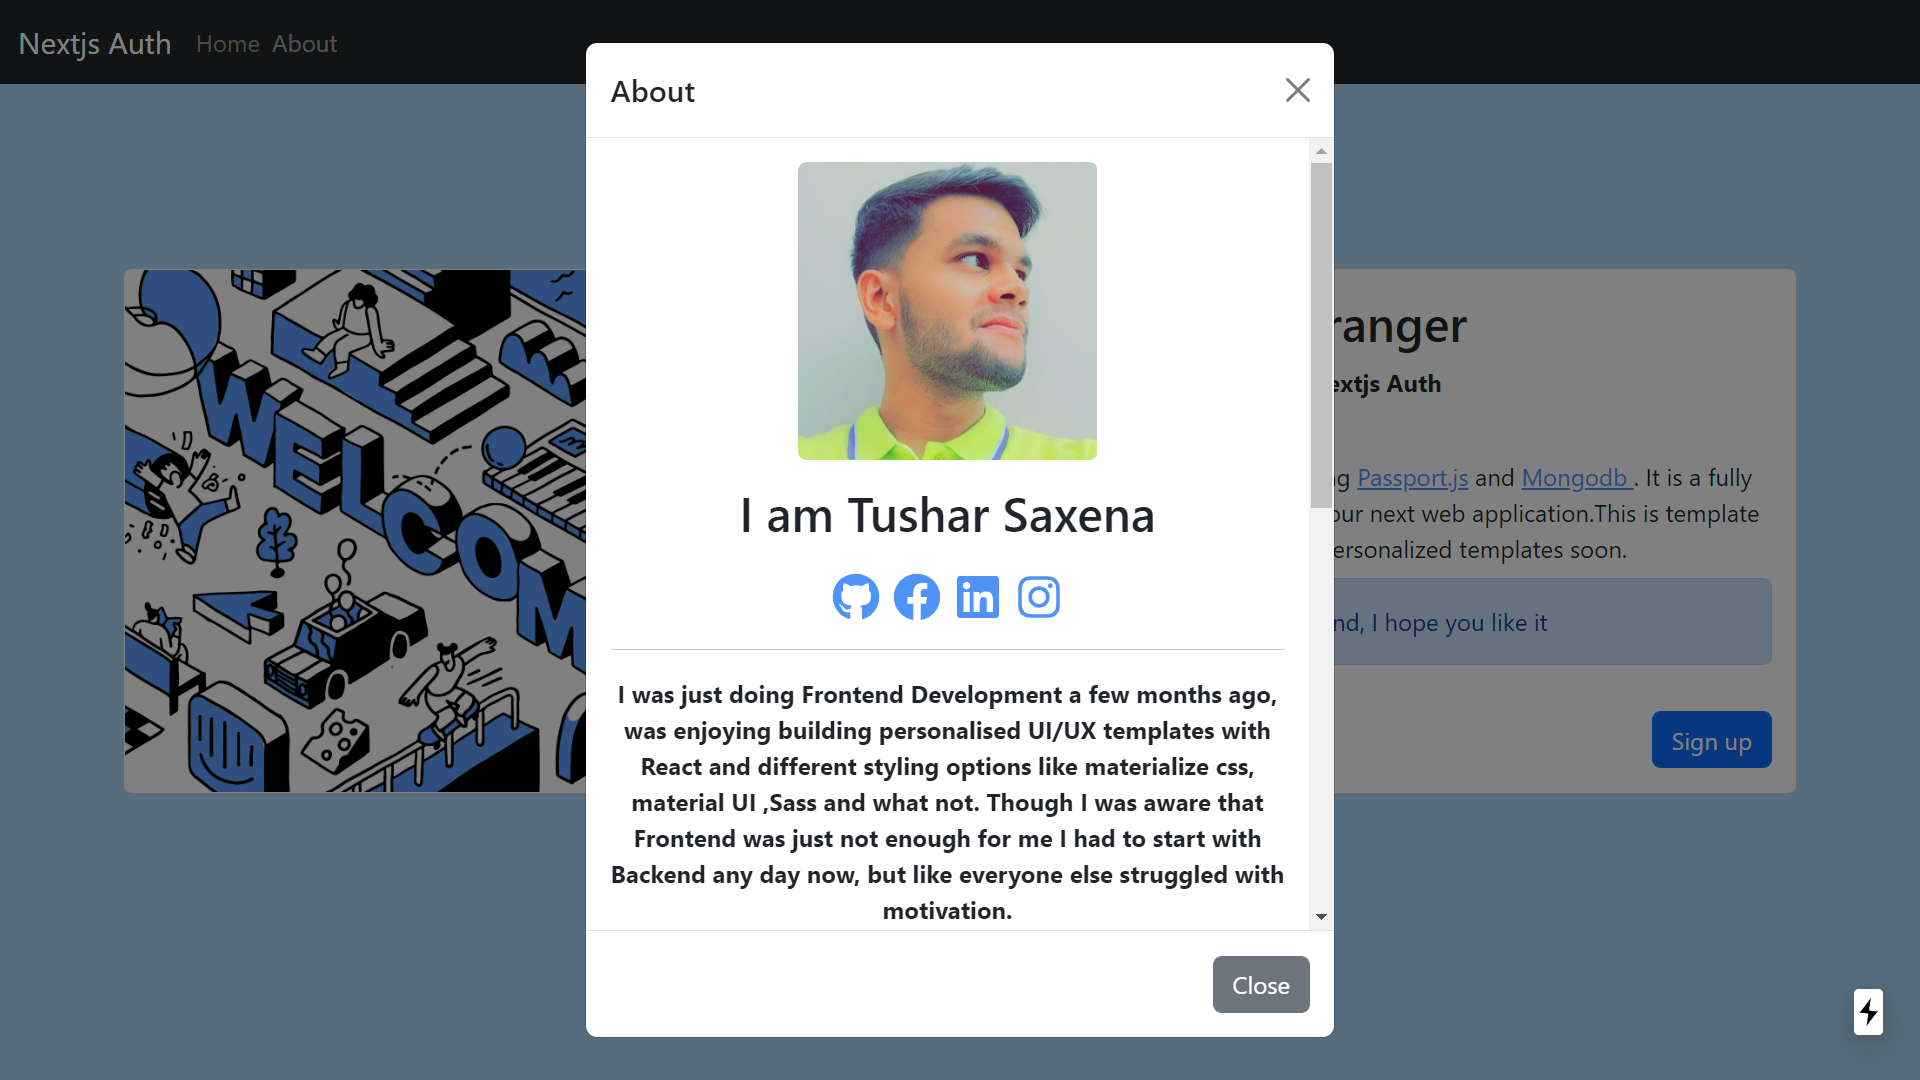 Nextjs Auth Home About
About
WELCOM
I am Tushar Saxena
I was just doing Frontend Development a few months ago,
was enjoying building personalised UI/UX templates with
React and different styling options like materialize css,
material UI ,Sass and what not. Though I was aware that
Frontend was just not enough for me I had to start with
Backend any day now, but like everyone else struggled with
motivation.
Close
ranger
extjs Auth
ng Passport.js and Mongodb . It is a fully
our next web application.This is template
ersonalized templates soon.
nd, I hope you like it
Sign up